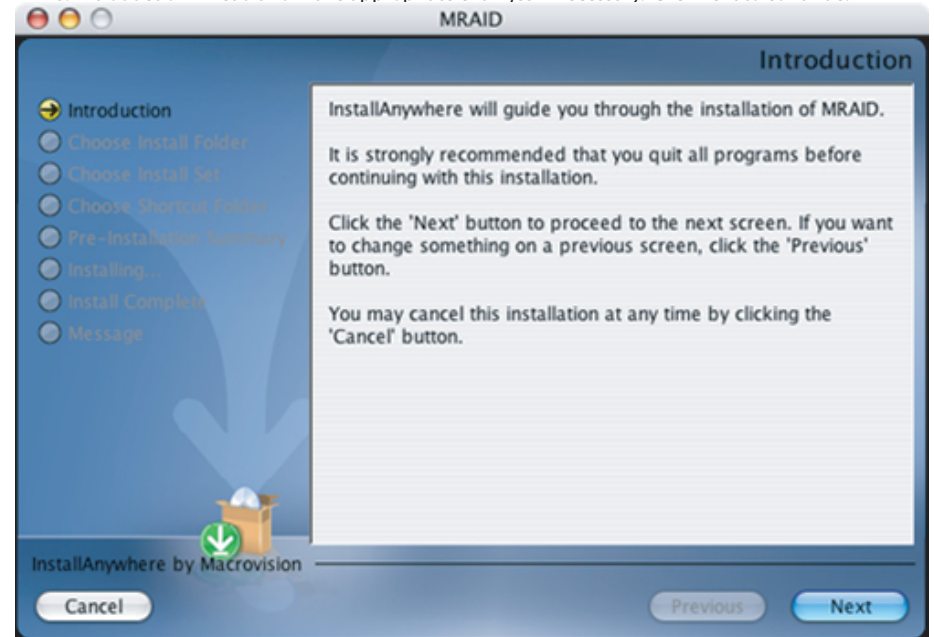 MRAID
Introduction
Introduction
Choose Install Folder
Choose Install Set
Choose Shortcut Folder
Pre-Installation Summary
Installing...
Install Complete
Message
InstallAnywhere will guide you through the installation of MRAID.
It is strongly recommended that you quit all programs before
continuing with this installation.
Click the 'Next' button to proceed to the next screen. If you want
to change something on a previous screen, click the 'Previous'
button.
You may cancel this installation at any time by clicking the
'Cancel' button.
InstallAnywhere by Macrovision
Cancel
Previous
Next